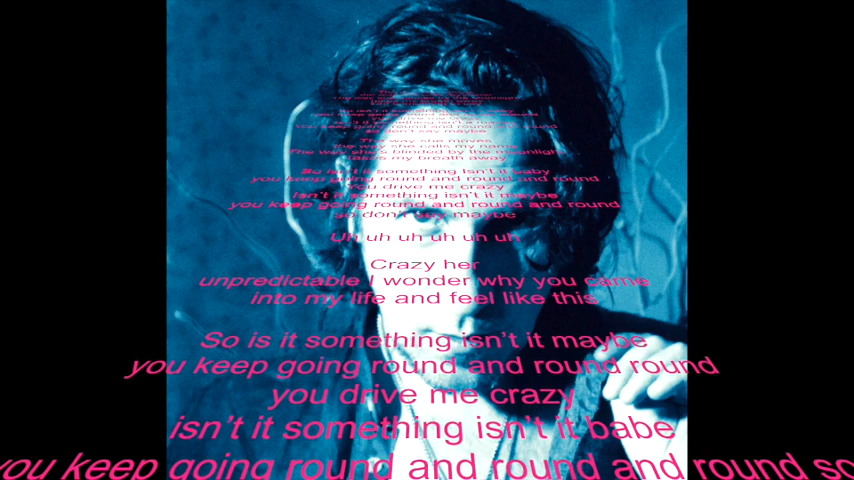 The way she moves
the way she calls my name
The way she's blinded by the moonlight
Takes my breath away
So isn't it something Isn't it baby
you keep going round and round and round
You drive me crazy
Isn't it something isn't it maybe
you keep going round and round and round
so don't say maybe
Uh uh uh uh uh uh
Crazy her
unpredictable I wonder why you came
into my life and feel like this
So is it something isn't it maybe
you keep going round and round round
you drive me crazy
isn't it something isn't it babe
you keep going round and round and round so